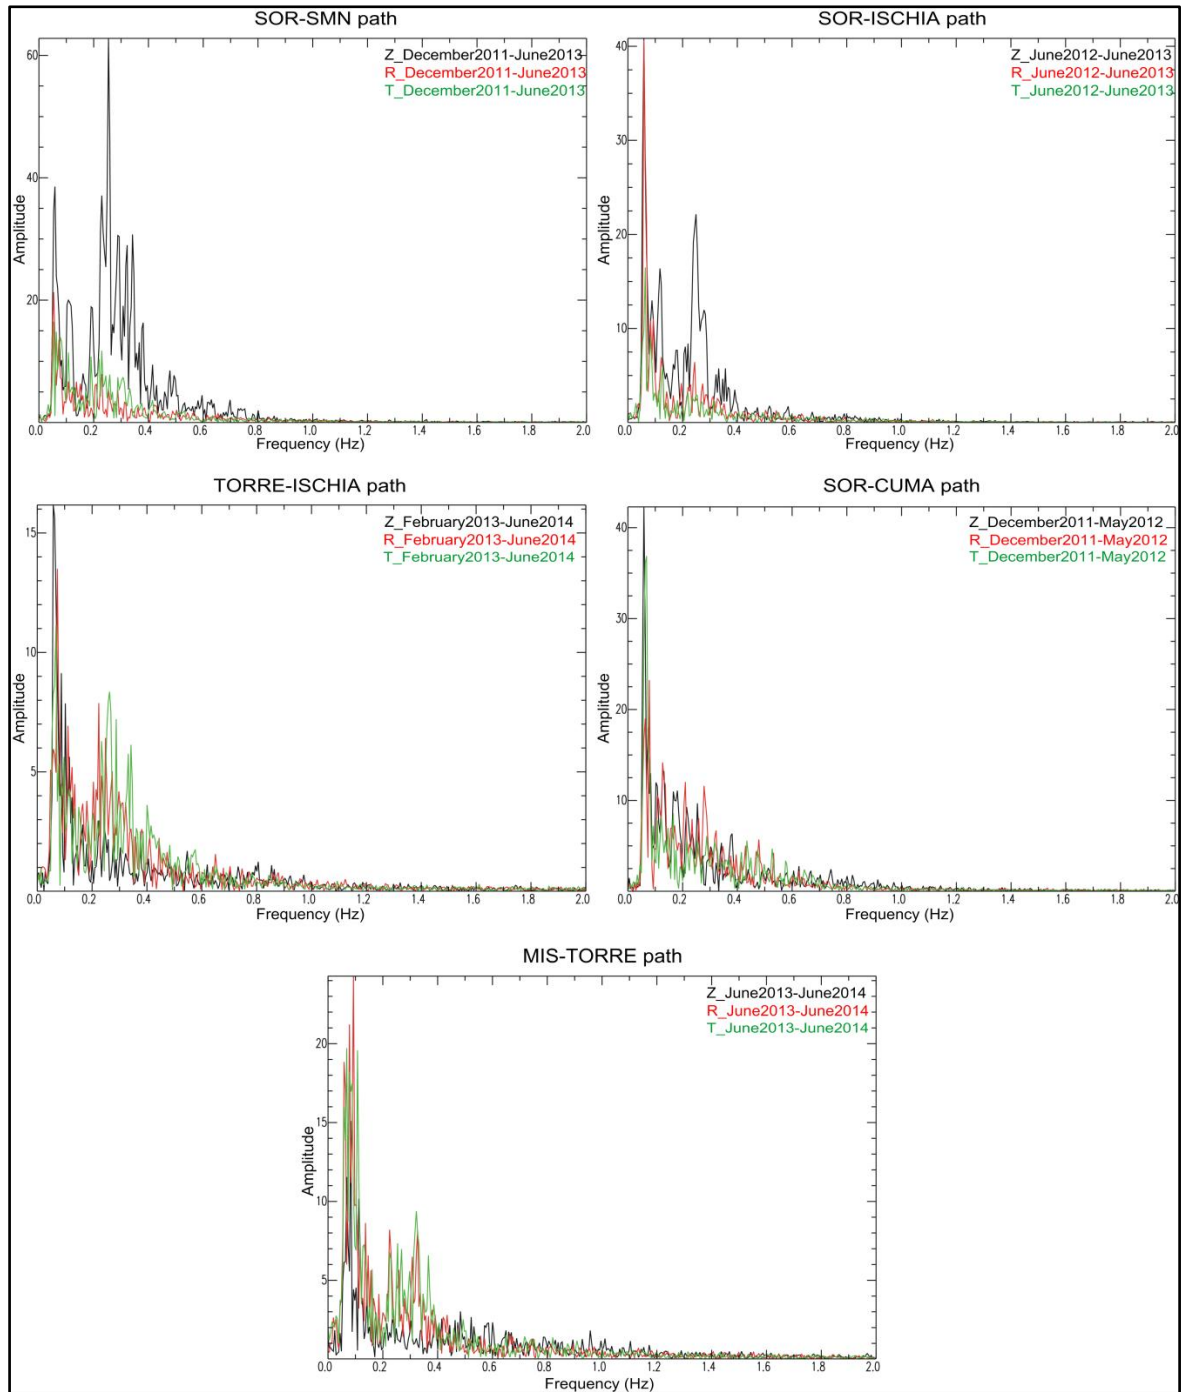 SOR-SMN path
Z_December2011-June2013
R_December2011-June2013
T_December2011-June2013
60
40
20
Amplitude
0.0 0.2 0.4 0.6 0.8 1.0 1.2 1.4 1.6 1.8 2.0
Frequency (Hz)
SOR-ISCHIA path
Z_June2012-June2013
R_June2012-June2013
T_June2012-June2013
40
30
20
10
Amplitude
0.0 0.2 0.4 0.6 0.8 1.0 1.2 1.4 1.6 1.8 2.0
Frequency (Hz)
TORRE-ISCHIA path
Z_February2013-June2014
R_February2013-June2014
T_February2013-June2014
15
10
5
Amplitude
0.0 0.2 0.4 0.6 0.8 1.0 1.2 1.4 1.6 1.8 2.0
Frequency (Hz)
SOR-CUMA path
Z_December2011-May2012
R_December2011-May2012
T_December2011-May2012
40
30
20
10
Amplitude
0.0 0.2 0.4 0.6 0.8 1.0 1.2 1.4 1.6 1.8 2.0
Frequency (Hz)
MIS-TORRE path
Z_June2013-June2014
R_June2013-June2014
T_June2013-June2014
20
15
10
5
Amplitude
0.0 0.2 0.4 0.6 0.8 1.0 1.2 1.4 1.6 1.8 2.0
Frequency (Hz)